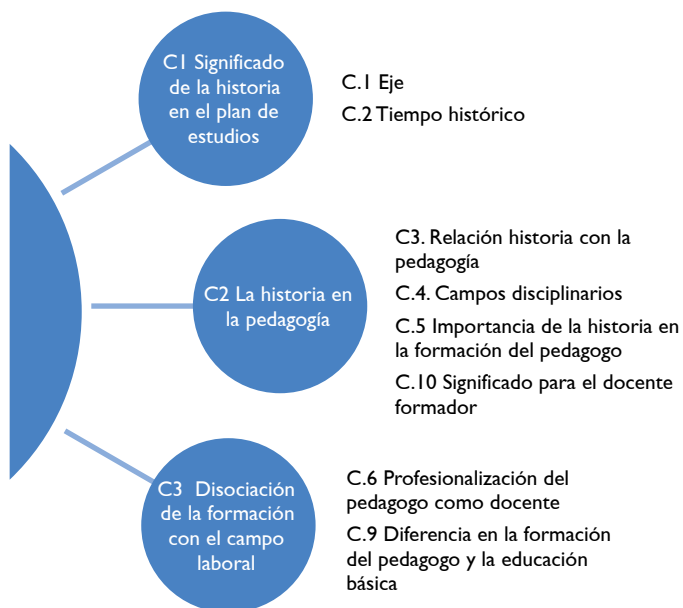 C1 Significado
de la historia
en el plan de
estudios
C.1 Eje
C.2 Tiempo histórico
C2 La historia en
la pedagogía
C3. Relación historia con la
pedagogía
C.4. Campos disciplinarios
C.5 Importancia de la historia en
la formación del pedagogo
C.10 Significado para el docente
formador
C3 Disociación
de la formación
con el campo
laboral
C.6 Profesionalización del
pedagogo como docente
C.9 Diferencia en la formación
del pedagogo y la educación
básica